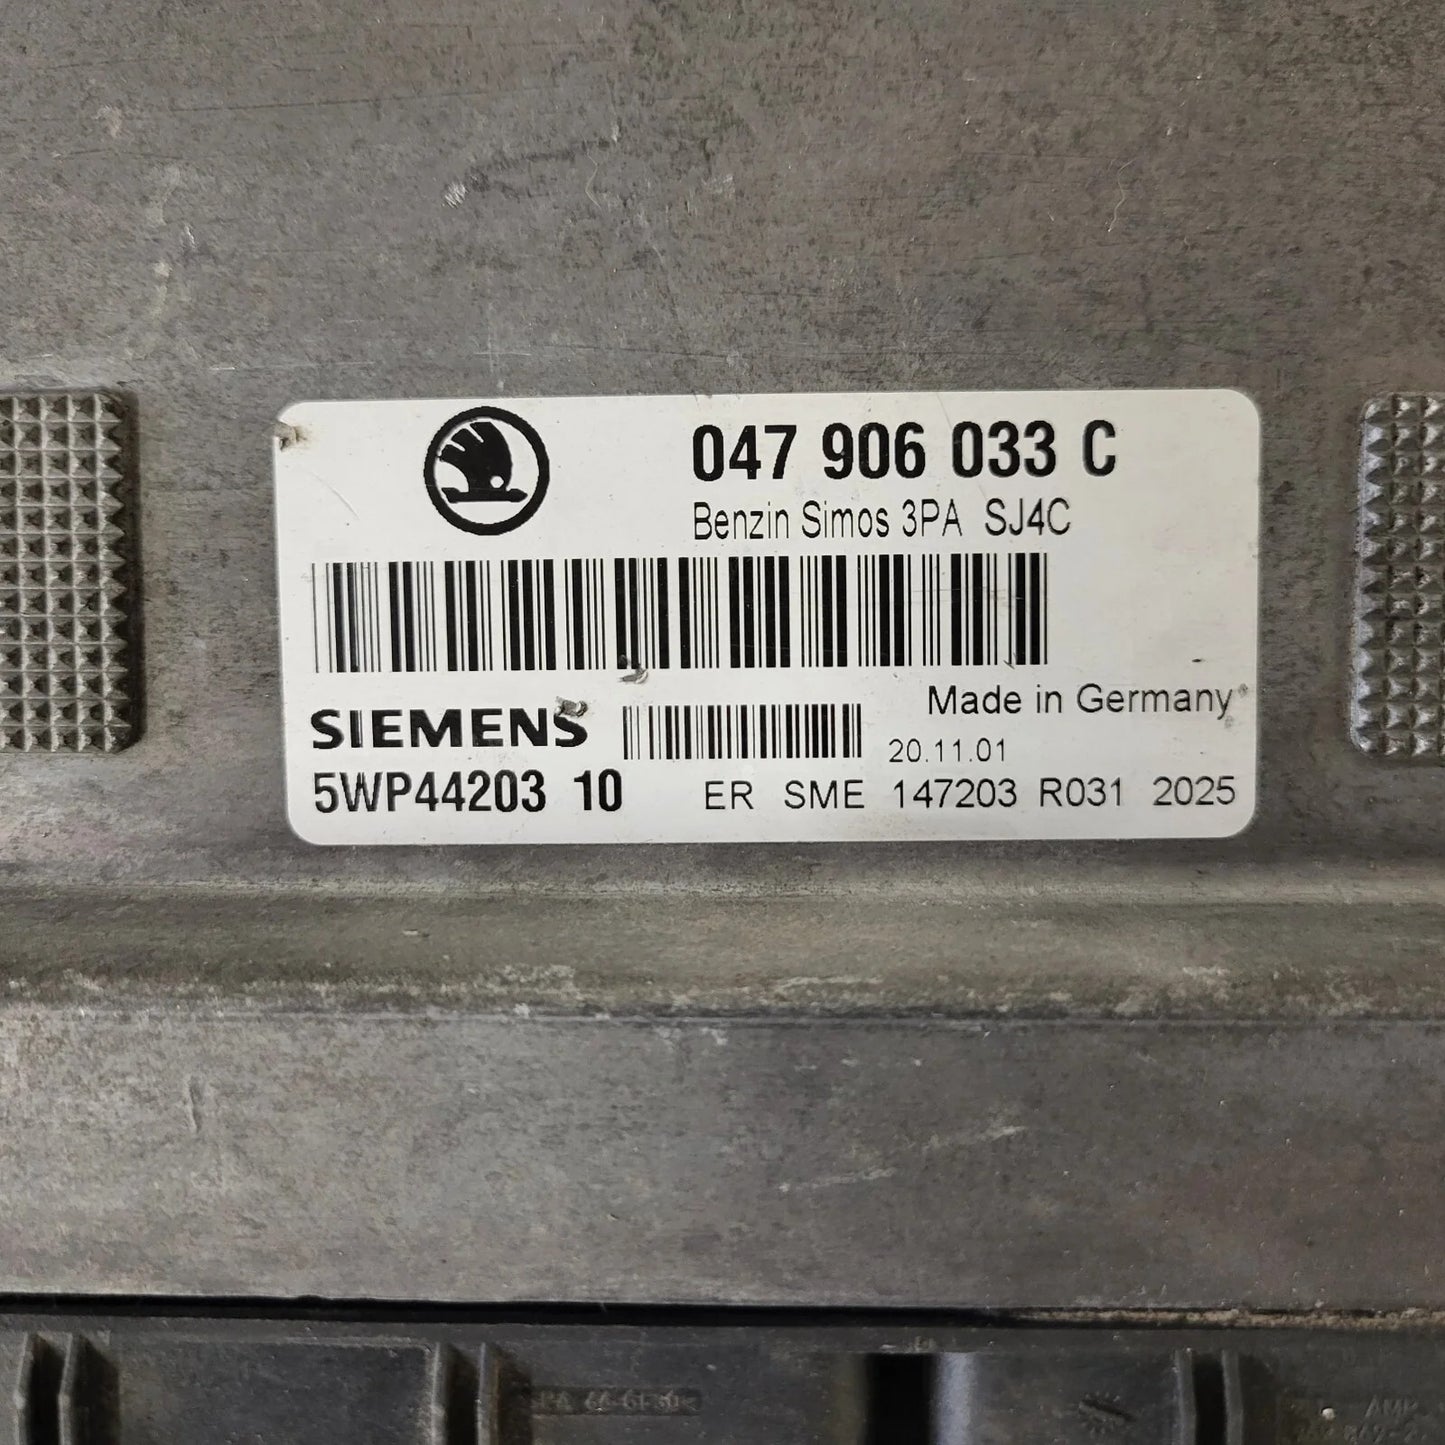 047 906 033 C
Benzin Simos 3PA SJ4C
Made in Germany
SIEMENS
20.11.01
5WP44203 10
ER SME 147203 R031 2025
AMP